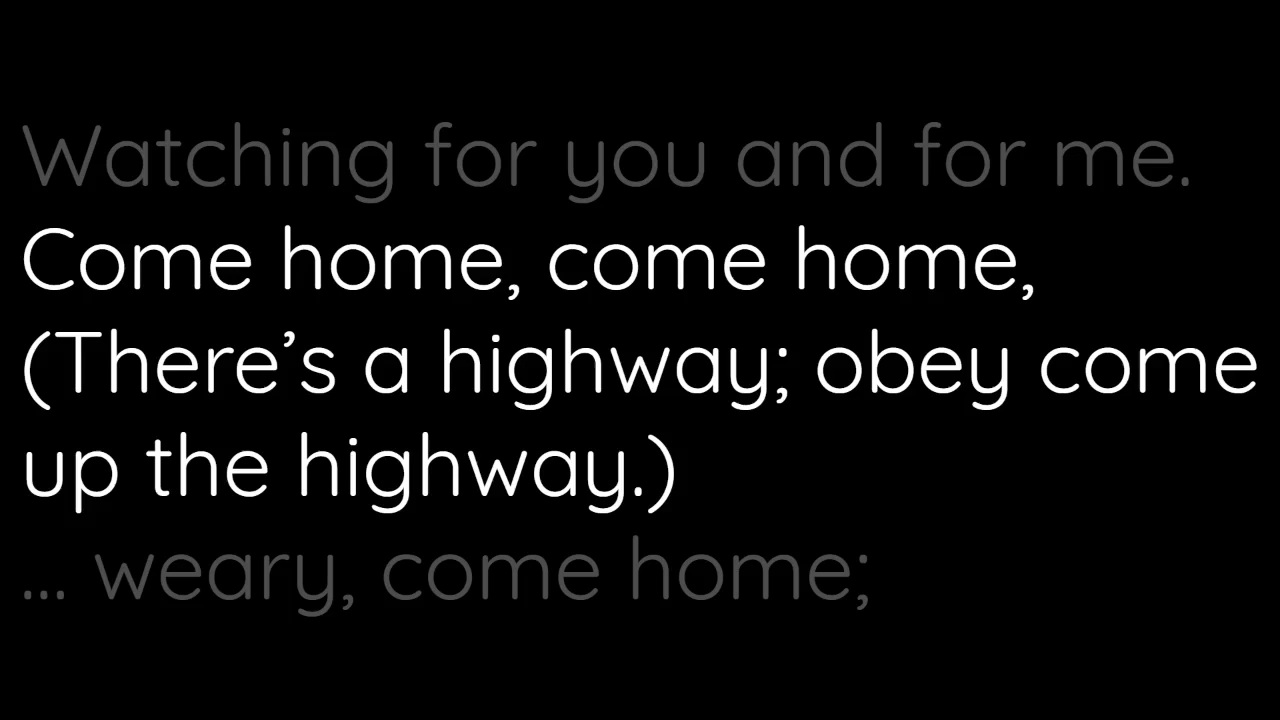 Watching for you and for me.
Come home, come home,
(There’s a highway; obey come
up the highway.)
... weary, come home;